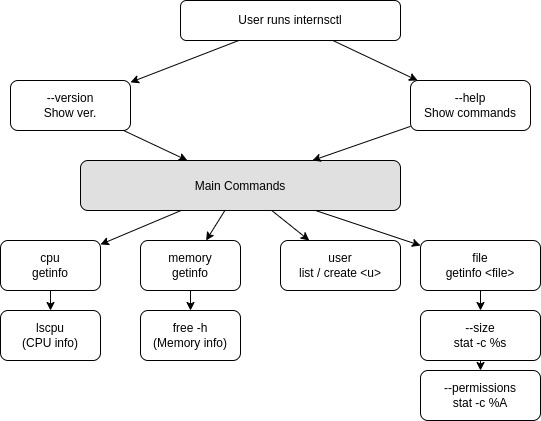 User runs internsctl
--version
Show ver.
--help
Show commands
Main Commands
cpu
getinfo
memory
getinfo
user
list / create <u>
file
getinfo <file>
lscpu
(CPU info)
free -h
(Memory info)
--size
stat -c %s
--permissions
stat -c %A